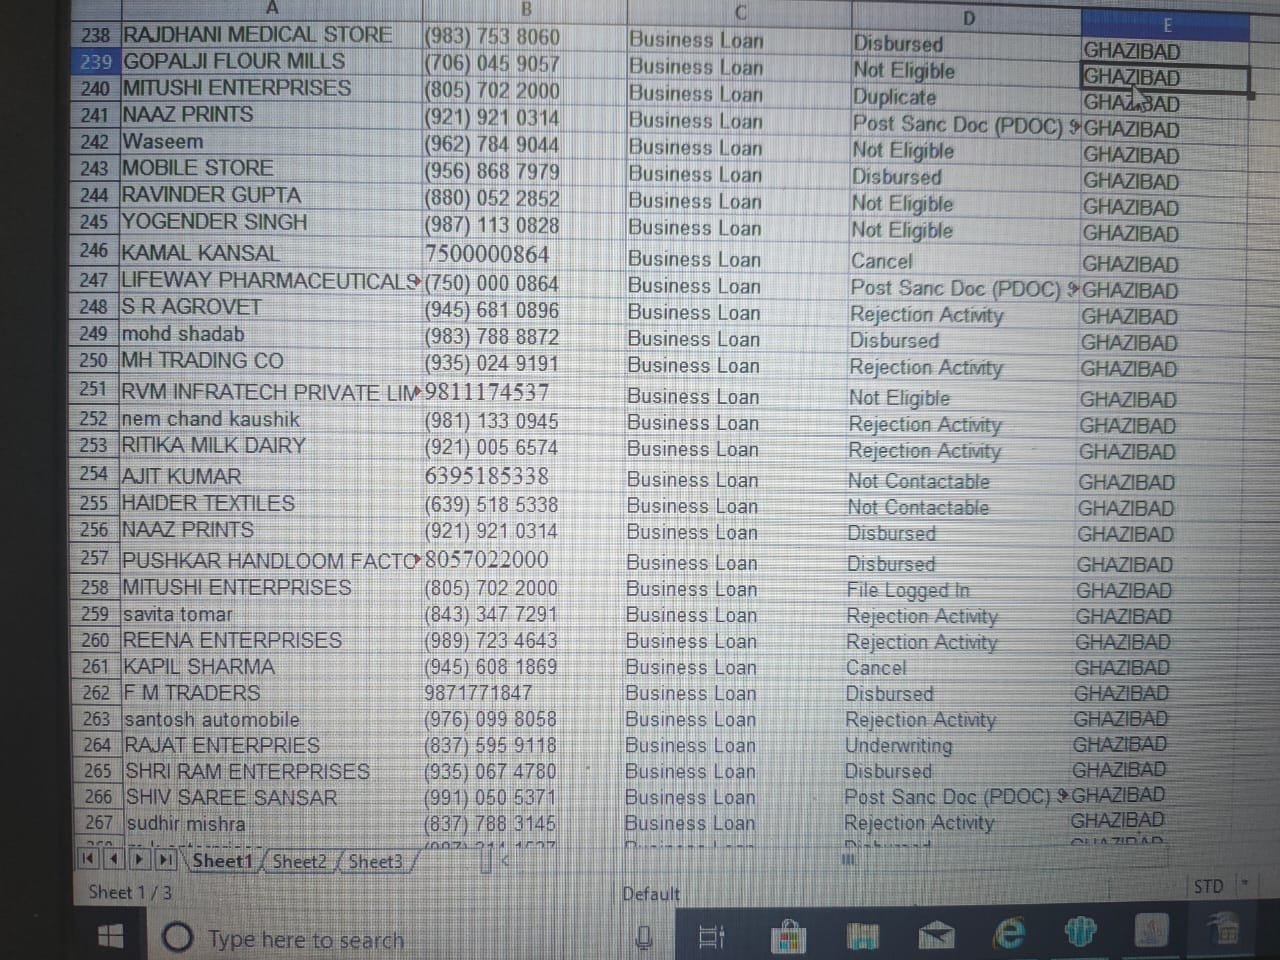 A B C D E
238 RAJDHANI MEDICAL STORE (983) 753 8060 Business Loan Disbursed GHAZIBAD
239 GOPALJI FLOUR MILLS (706) 045 9057 Business Loan Not Eligible GHAZIBAD
240 MITUSHI ENTERPRISES (805) 702 2000 Business Loan Duplicate GHAZIBAD
241 NAAZ PRINTS (921) 921 0314 Business Loan Post Sanc Doc (PDOC) GHAZIBAD
242 Waseem (962) 784 9044 Business Loan Not Eligible GHAZIBAD
243 MOBILE STORE (956) 868 7979 Business Loan Disbursed GHAZIBAD
244 RAVINDER GUPTA (880) 052 2852 Business Loan Not Eligible GHAZIBAD
245 YOGENDER SINGH (987) 113 0828 Business Loan Not Eligible GHAZIBAD
246 KAMAL KANSAL 7500000864 Business Loan Cancel GHAZIBAD
247 LIFEWAY PHARMACEUTICALS (750) 000 0864 Business Loan Post Sanc Doc (PDOC) GHAZIBAD
248 S R AGROVET (945) 681 0896 Business Loan Rejection Activity GHAZIBAD
249 mohd shadab (983) 788 8872 Business Loan Disbursed GHAZIBAD
250 MH TRADING CO (935) 024 9191 Business Loan Rejection Activity GHAZIBAD
251 RVM INFRATECH PRIVATE LIM 9811174537 Business Loan Not Eligible GHAZIBAD
252 nem chand kaushik (981) 133 0945 Business Loan Rejection Activity GHAZIBAD
253 RITIKA MILK DAIRY (921) 005 6574 Business Loan Rejection Activity GHAZIBAD
254 AJIT KUMAR 6395185338 Business Loan Not Contactable GHAZIBAD
255 HAIDER TEXTILES (639) 518 5338 Business Loan Not Contactable GHAZIBAD
256 NAAZ PRINTS (921) 921 0314 Business Loan Disbursed GHAZIBAD
257 PUSHKAR HANDLOOM FACTO 8057022000 Business Loan Disbursed GHAZIBAD
258 MITUSHI ENTERPRISES (805) 702 2000 Business Loan File Logged In GHAZIBAD
259 savita tomar (843) 347 7291 Business Loan Rejection Activity GHAZIBAD
260 REENA ENTERPRISES (989) 723 4643 Business Loan Rejection Activity GHAZIBAD
261 KAPIL SHARMA (945) 608 1869 Business Loan Cancel GHAZIBAD
262 F M TRADERS 9871771847 Business Loan Disbursed GHAZIBAD
263 santosh automobile (976) 099 8058 Business Loan Rejection Activity GHAZIBAD
264 RAJAT ENTERPRIES (837) 595 9118 Business Loan Underwriting GHAZIBAD
265 SHRI RAM ENTERPRISES (935) 067 4780 Business Loan Disbursed GHAZIBAD
266 SHIV SAREE SANSAR (991) 050 5371 Business Loan Post Sanc Doc (PDOC) GHAZIBAD
267 sudhir mishra (837) 788 3145 Business Loan Rejection Activity GHAZIBAD
Sheet1 Sheet2 Sheet3
Sheet 1 / 3 Default STD *
Type here to search